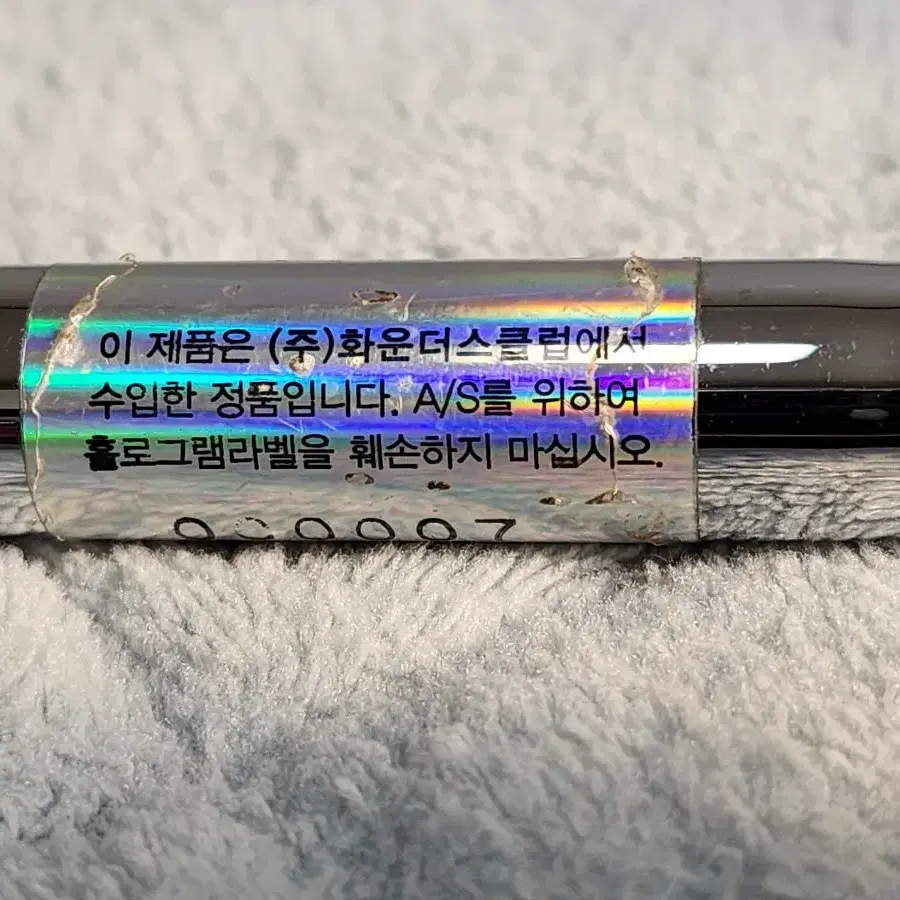 이 제품은 (주)화운더스클럽에서
수입한 정품입니다. A/S를 위하여
홀로그램라벨을 훼손하지 마십시오.